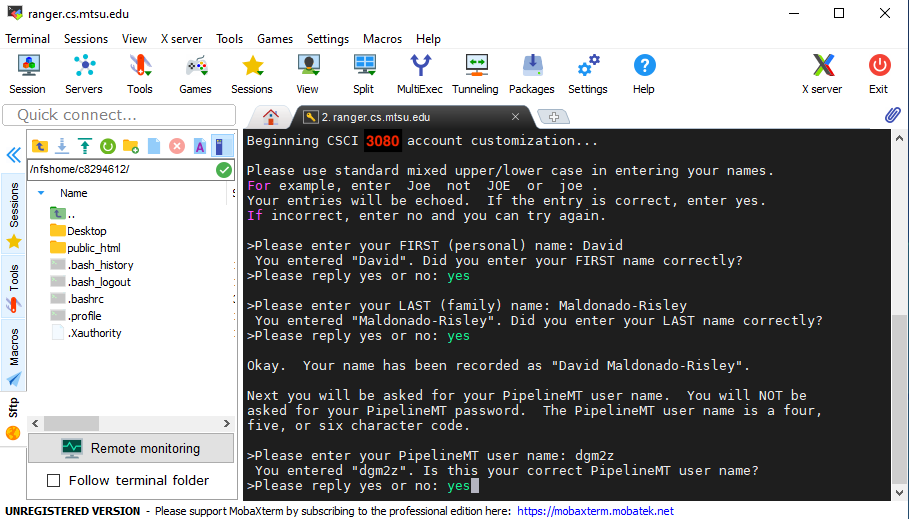 ranger.cs.mtsu.edu
Terminal Sessions View X server Tools Games Settings Macros Help
Session Servers Tools Games Sessions View Split MultiExec Tunneling Packages Settings Help X server Exit
Quick connect...
2. ranger.cs.mtsu.edu
/nfshome/c8294612/
Name
..
Desktop
public_html
.bash_history
.bash_logout
.bashrc
.profile
.Xauthority
Sessions
Tools
Macros
Sftp
Remote monitoring
Follow terminal folder
Beginning CSCI 3080 account customization...
Please use standard mixed upper/lower case in entering your names.
For example, enter Joe not JOE or joe .
Your entries will be echoed. If the entry is correct, enter yes.
If incorrect, enter no and you can try again.
>Please enter your FIRST (personal) name: David
You entered "David". Did you enter your FIRST name correctly?
>Please reply yes or no: yes
>Please enter your LAST (family) name: Maldonado-Risley
You entered "Maldonado-Risley". Did you enter your LAST name correctly?
>Please reply yes or no: yes
Okay. Your name has been recorded as "David Maldonado-Risley".
Next you will be asked for your PipelineMT user name. You will NOT be
asked for your PipelineMT password. The PipelineMT user name is a four,
five, or six character code.
>Please enter your PipelineMT user name: dgm2z
You entered "dgm2z". Is this your correct PipelineMT user name?
>Please reply yes or no: yes
UNREGISTERED VERSION - Please support MobaXterm by subscribing to the professional edition here: https://mobaxterm.mobatek.net